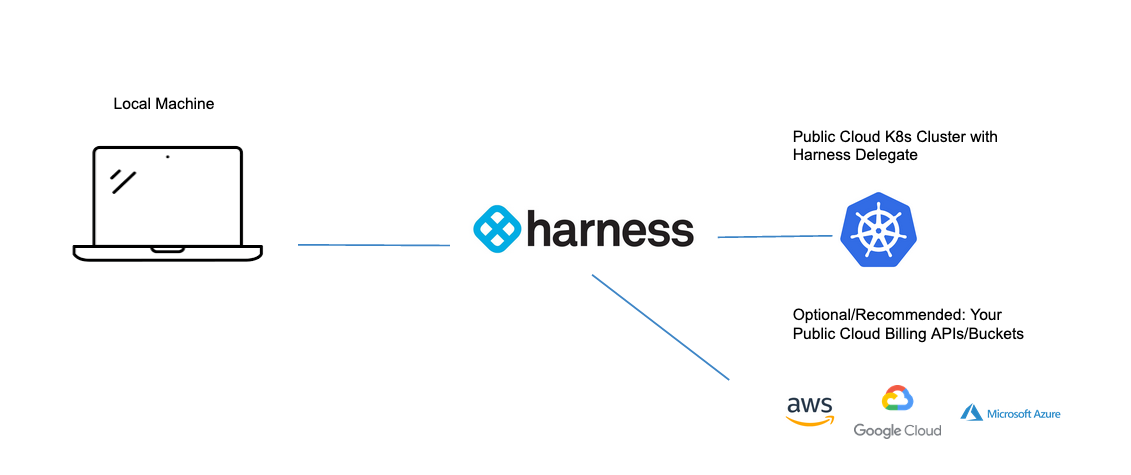 Local Machine
Public Cloud K8s Cluster with
Harness Delegate
harness
Optional/Recommended: Your
Public Cloud Billing APIs/Buckets
aws
Google Cloud
Microsoft Azure